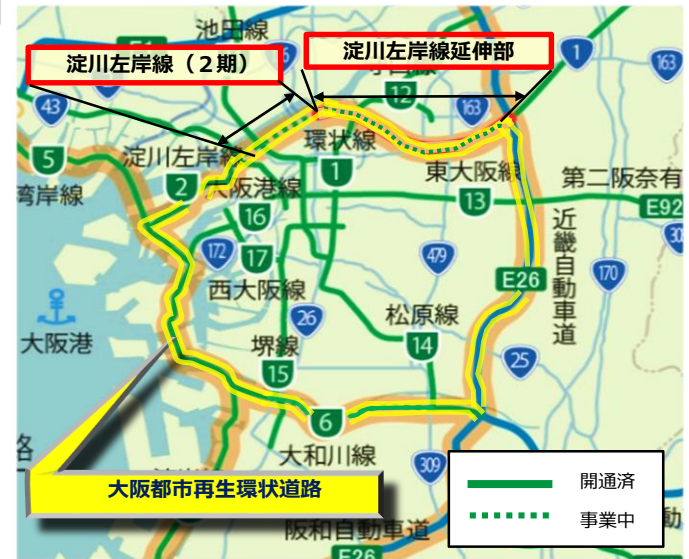 池田線
淀川左岸線（２期）
淀川左岸線延伸部
1
163
12
163
43
淀川左岸線
環状線
5
湾岸線
2
大阪港線
1
東大阪線
第二阪奈有
16
13
E92
172
17
479
近畿自動車道
170
西大阪線
E26
26
松原線
大阪港
堺線
14
25
15
6
大和川線
309
大阪都市再生環状道路
阪和自動車道
E26
開通済
事業中